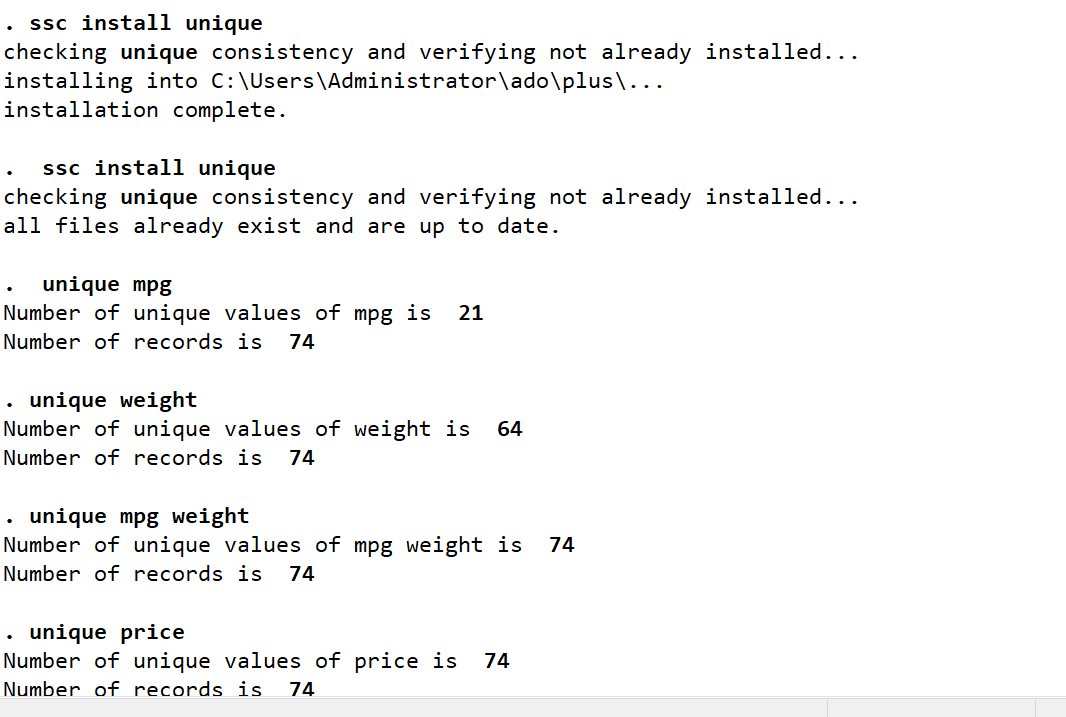 . ssc install unique
checking unique consistency and verifying not already installed...
installing into C:\Users\Administrator\ado\plus\...
installation complete.
.  ssc install unique
checking unique consistency and verifying not already installed...
all files already exist and are up to date.
.  unique mpg
Number of unique values of mpg is  21
Number of records is  74
. unique weight
Number of unique values of weight is  64
Number of records is  74
. unique mpg weight
Number of unique values of mpg weight is  74
Number of records is  74
. unique price
Number of unique values of price is  74
Number of records is  74